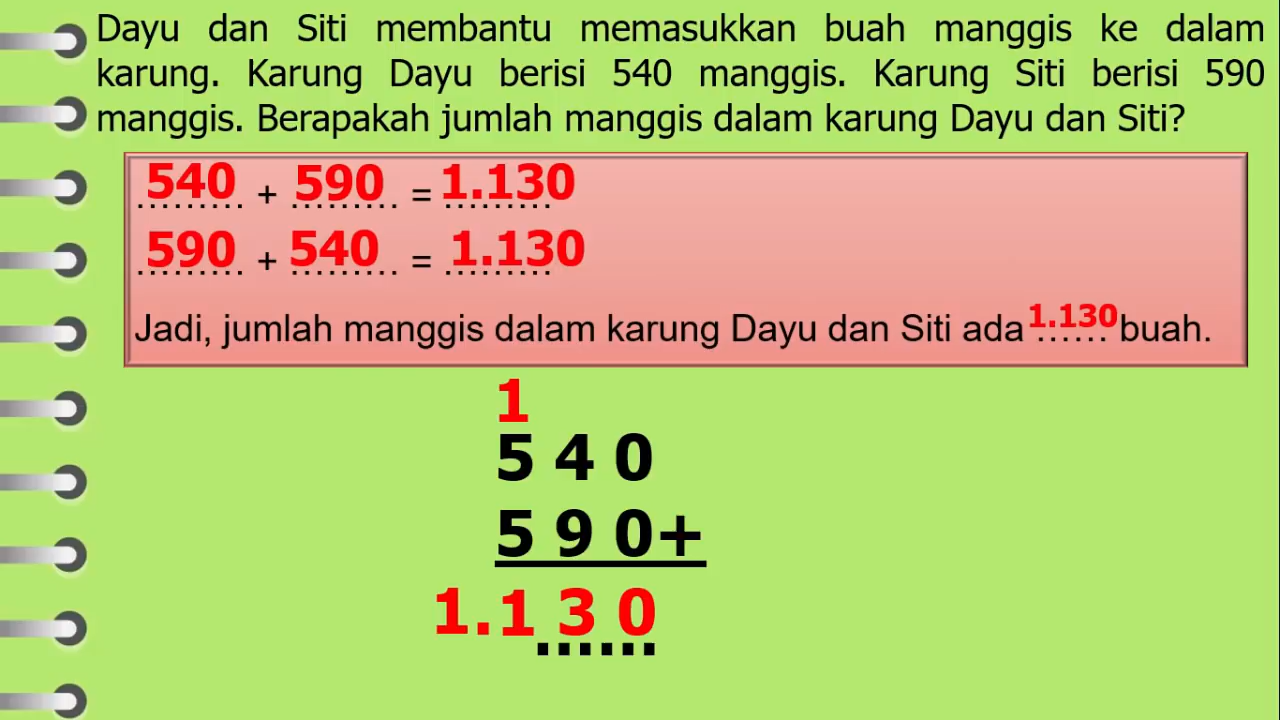 Dayu dan Siti membantu memasukkan buah manggis ke dalam
karung. Karung Dayu berisi 540 manggis. Karung Siti berisi 590
manggis. Berapakah jumlah manggis dalam karung Dayu dan Siti?
540 + 590 = 1.130
590 + 540 = 1.130
Jadi, jumlah manggis dalam karung Dayu dan Siti ada 1.130 buah.
1
5 4 0
5 9 0+
1.1 3 0